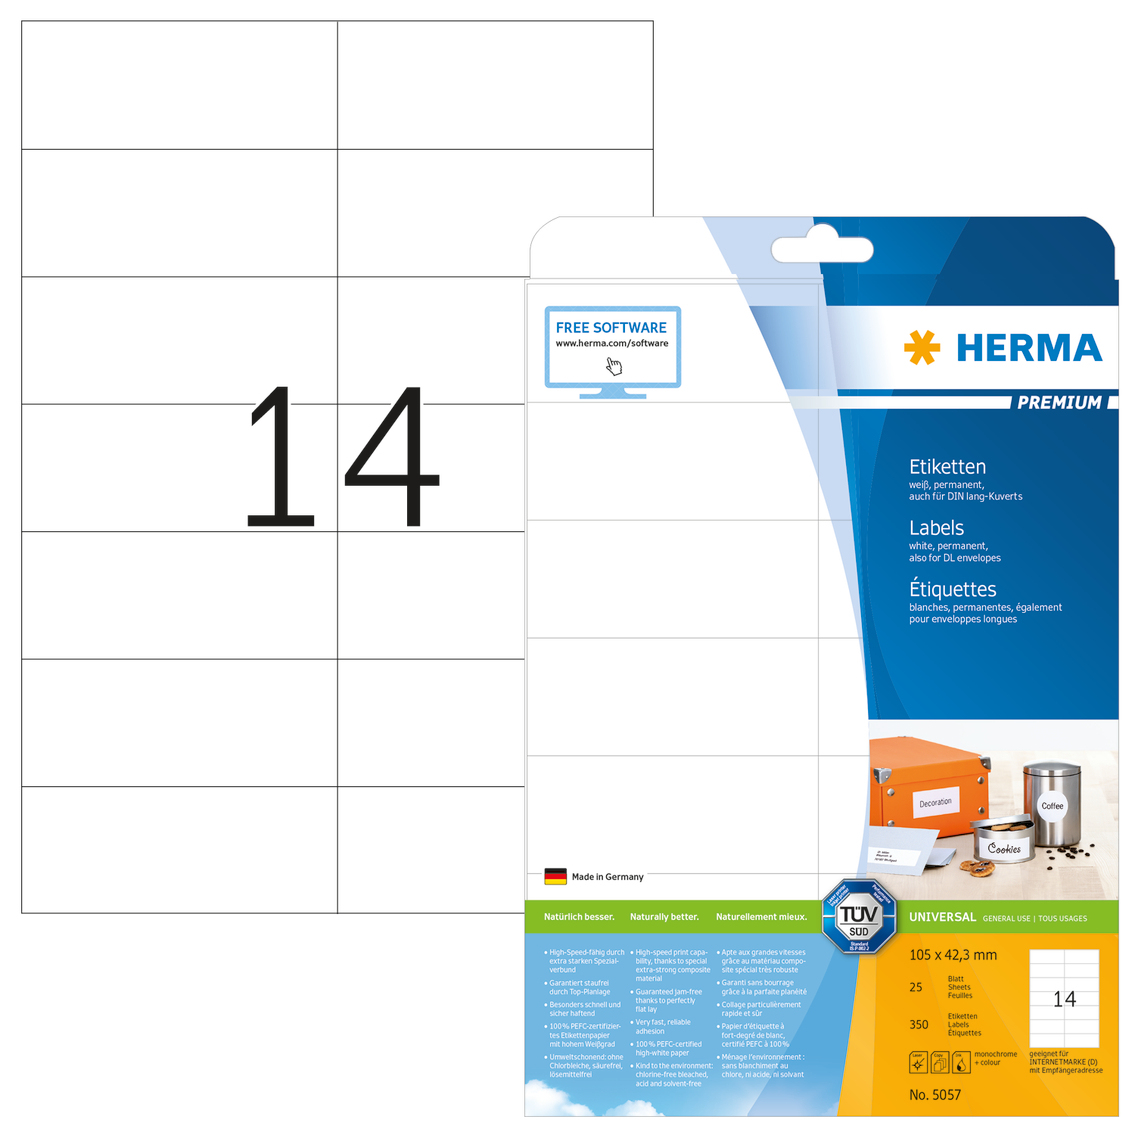 14
FREE SOFTWARE
www.herma.com/software
HERMA
PREMIUM
Etiketten
weiß, permanent,
auch für DIN lang-Kuverts
Labels
white, permanent,
also for DL envelopes
Étiquettes
blanches, permanentes, également
pour enveloppes longues
Decoration
Coffee
Cookies
Made in Germany
Natürlich besser.
Naturally better.
Naturellement mieux.
TÜV
SÜD
Standard
UNIVERSAL GENERAL USE | TOUS USAGES
• High-Speed-fähig durch
extra starken Spezial-
verbund
• Garantiert staufrei
durch Top-Planlage
• Besonders schnell und
sicher haftend
• 100% PEFC-zertifizier-
tes Etikettenpapier
mit hohem Weißgrad
• Umweltschonend: ohne
Chlorbleiche, säurefrei,
lösemittelfrei
• High-speed print capa-
bility, thanks to special
extra-strong composite
material
• Guaranteed jam-free
thanks to perfectly
flat lay
• Very fast, reliable
adhesion
• 100% PEFC-certified
high-white paper
• Kind to the environment:
chlorine-free bleached,
acid and solvent-free
• Apte aux grandes vitesses
grâce au matériau compo-
site spécial très robuste
• Garanti sans bourrage
grâce à la parfaite planéité
• Collage particulièrement
rapide et sûr
• Papier d'étiquette à
fort-degré de blanc,
certifié PEFC à 100%
• Ménage l'environnement :
sans blanchiment au
chlore, ni acide, ni solvant
105 x 42,3 mm
25
Blatt
Sheets
Feuilles
350
Etiketten
Labels
Étiquettes
14
Laser
Copy
Ink
monochrome
+ colour
geeignet für
INTERNETMARKE (D)
mit Empfängeradresse
No. 5057